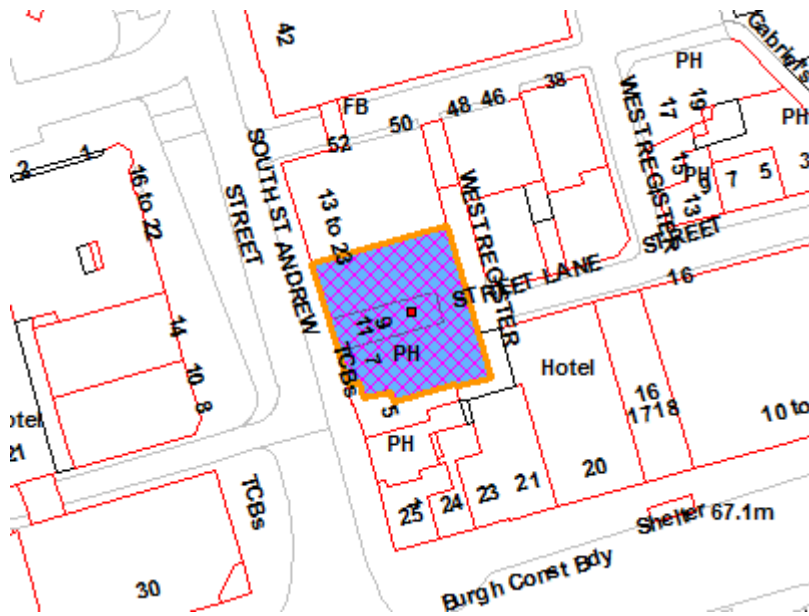 42
PH
Gabriel's
38
FB
48 46
50
52
WEST REGISTER
17
19
PH
2
1
16 to 22
SOUTH ST ANDREW
STREET
13 to 23
WEST REGISTER
15
PH
9
7
5
3
13
STREET
STREET LANE
16
14
11
9
7
PH
TCBs
10
8
5
Hotel
16
17 18
10 to
otel
21
PH
TCBs
1
25
24
23
21
20
Shelter
67.1m
30
Burgh Const Bdy